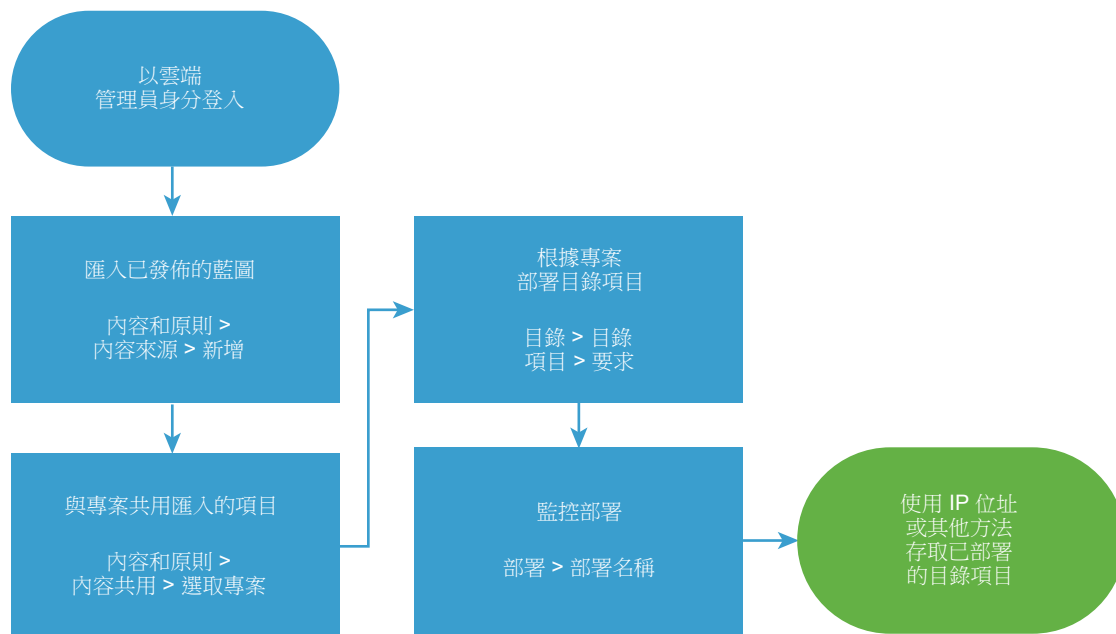 以雲端
管理員身分登入
匯入已發佈的藍圖
內容和原則 >
內容來源 > 新增
與專案共用匯入的項目
內容和原則 >
內容共用 > 選取專案
根據專案
部署目錄項目
目錄 > 目錄
項目 > 要求
監控部署
部署 > 部署名稱
使用 IP 位址
或其他方法
存取已部署
的目錄項目